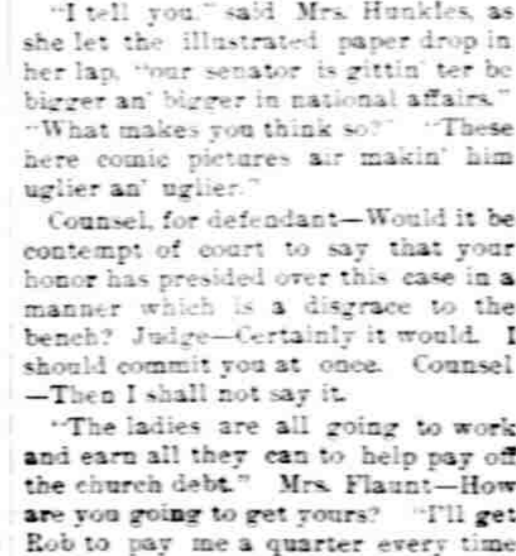 "I tell you." said Mrs. Hunkles, as
she let the illustrated paper drop in
her lap, "our senator is gittin' ter be
bigger an' bigger in national affairs."
"What makes you think so?" "These
here comic pictures air makin' him
uglier an' uglier."
Counsel, for defendant—Would it be
contempt of court to say that your
honor has presided over this case in a
manner which is a disgrace to the
bench? Judge—Certainly it would. I
should commit you at once. Counsel
—Then I shall not say it.
"The ladies are all going to work
and earn all they can to help pay off
the church debt." Mrs. Flaunt—How
are you going to get yours? "I'll get
Rob to pay me a quarter every time